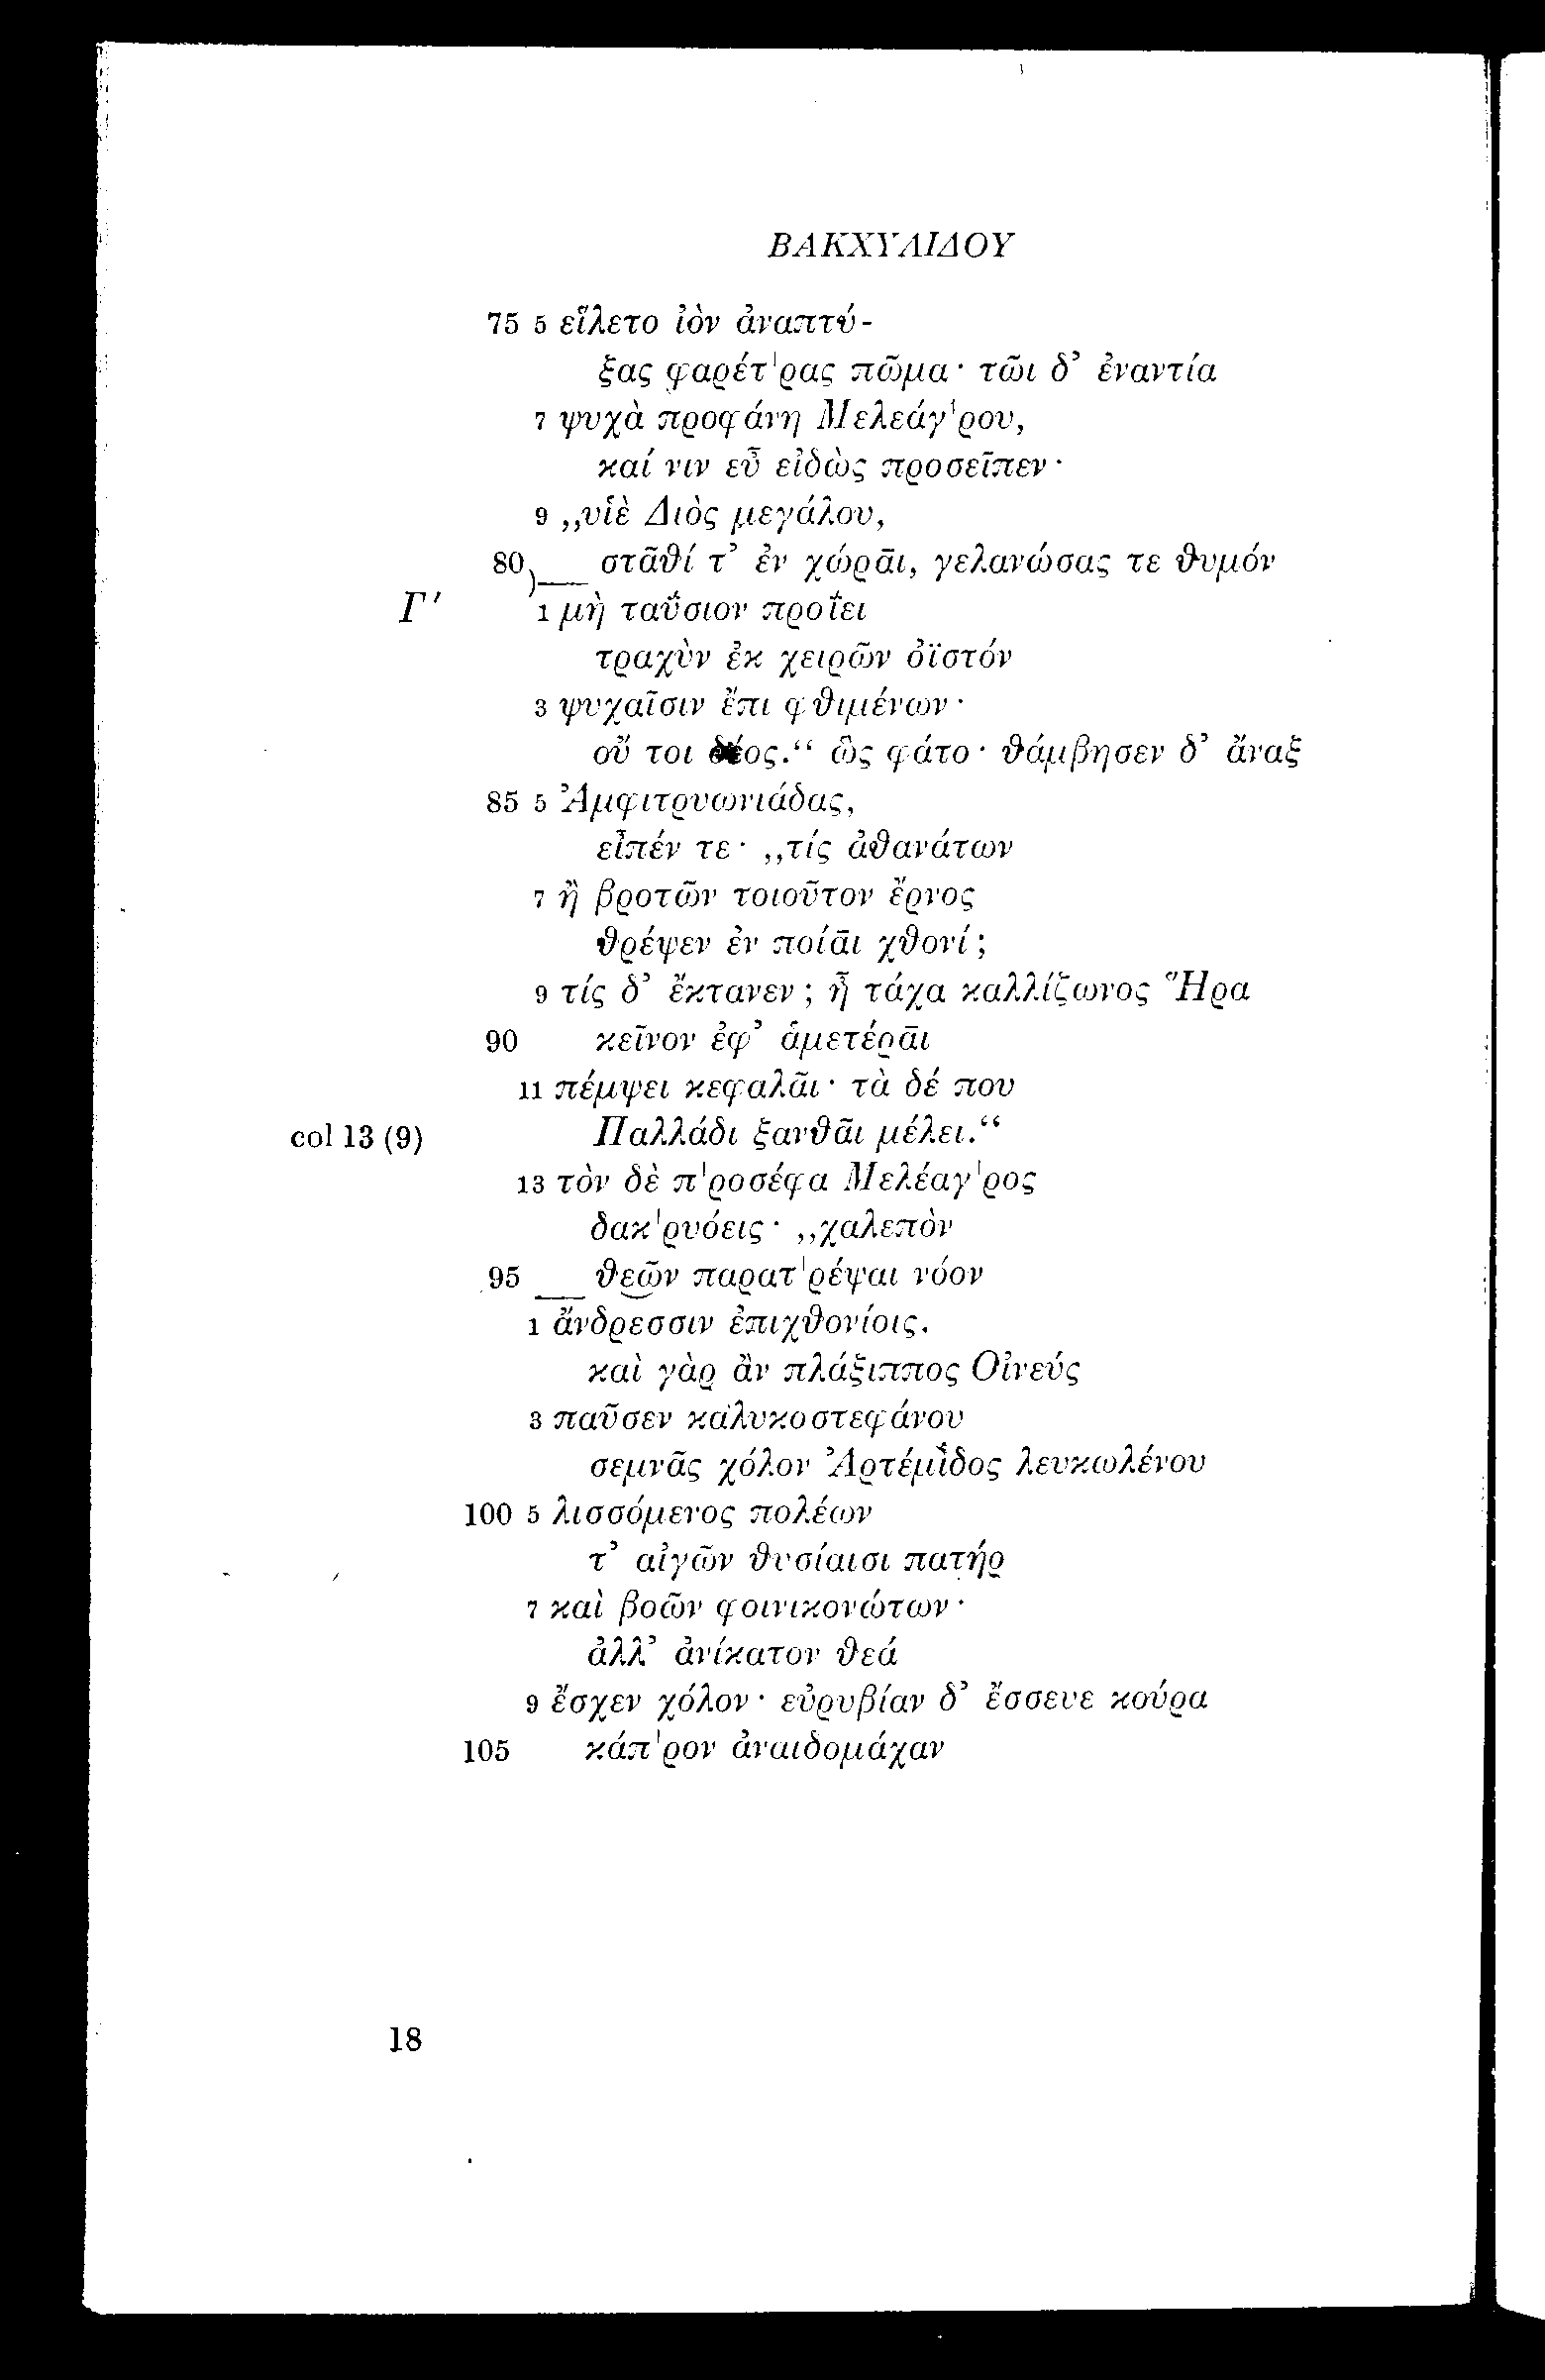 ΒΑΚΧΥΛΙΔΟΥ
75 5 εἵλετο ἰὸν ἀναπτύ-
ξας φαρέτ'ρας πῶμα· τῶι δ’ ἐναντία
7 ψυχὰ προφάνη Μελεάγ'ρου,
καί νιν εὖ εἰδὼς προσεῖπεν·
9 „υἱὲ Διὸς μεγάλου,
80 στᾶθί τ’ ἐν χώρᾱι, γελανώσας τε θυμόν
Γ′ 1 μὴ ταΰσιον προΐει
τραχὺν ἐκ χειρῶν ὀϊστόν
3 ψυχαῖσιν ἔπι φθιμένων·
οὔ τοι δέος.“ ὣς φάτο· θάμβησεν δ’ ἄναξ
85 5 Ἀμφιτρυωνιάδας,
εἶπέν τε· „τίς ἀθανάτων
7 ἢ βροτῶν τοιοῦτον ἔρνος
θρέψεν ἐν ποίᾱι χθονί;
9 τίς δ’ ἔκτανεν; ἦ τάχα καλλίζωνος Ἥρα
90 κεῖνον ἐφ’ ἁμετέρᾱι
11 πέμψει κεφαλᾶι· τὰ δέ που
col 13 (9) Παλλάδι ξανθᾶι μέλει.“
13 τὸν δὲ π'ροσέφα Μελέαγ'ρος
δακ'ρυόεις· „χαλεπὸν
95 θεῶν παρατ'ρέψαι νόον
1 ἄνδρεσσιν ἐπιχθονίοις.
καὶ γὰρ ἂν πλάξιππος Οἰνεύς
3 παῦσεν καλυκοστεφάνου
σεμνᾶς χόλον Ἀρτέμιδος λευκωλένου
100 5 λισσόμενος πολέων
τ’ αἰγῶν θυσίαισι πατήρ
7 καὶ βοῶν φοινικονώτων·
ἀλλ’ ἀνίκατον θεά
9 ἔσχεν χόλον· εὐρυβίαν δ’ ἔσσευε κούρα
105 κάπ'ρον ἀναιδομάχαν
18